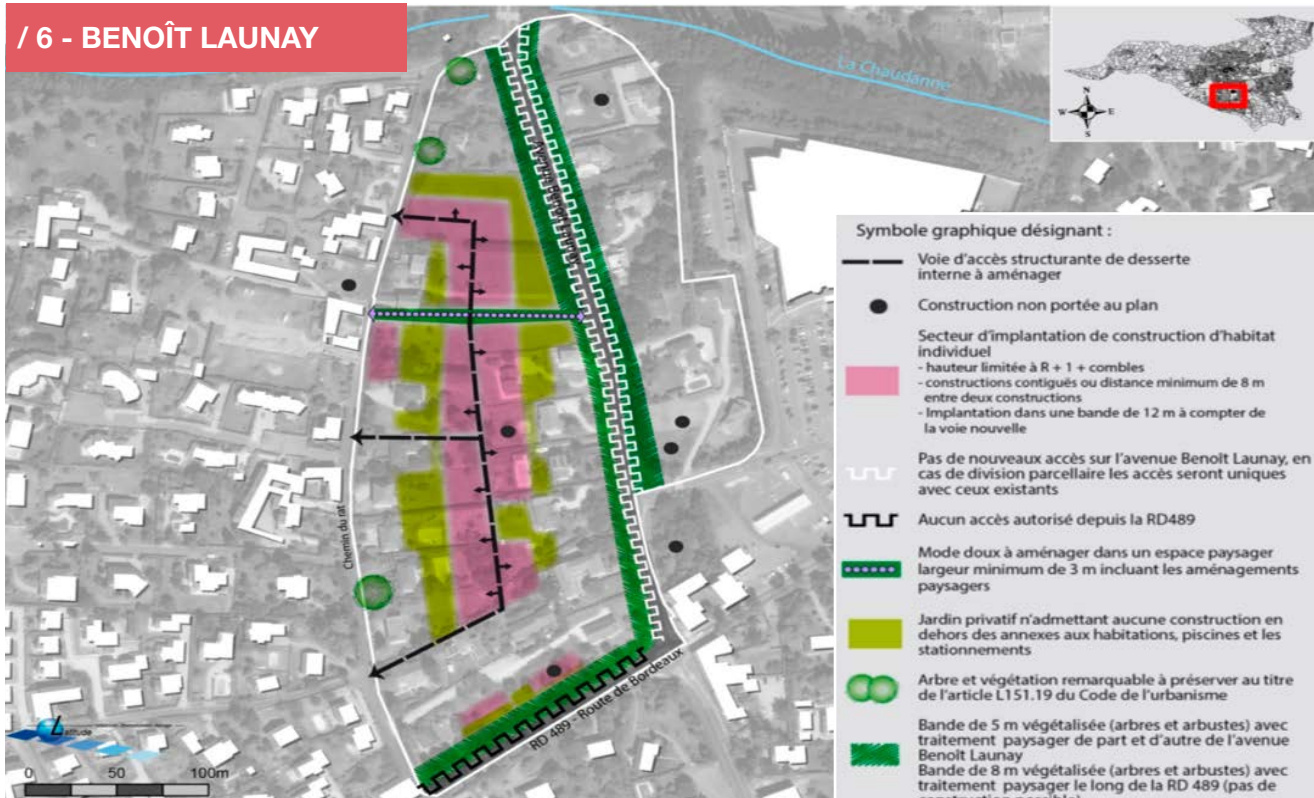 / 6 - BENOÎT LAUNAY
La Chaudanne
N
W E
S
Chemin du rat
RD 489 - Route de Bordeaux
Latitude
0 50 100m
Symbole graphique désignant :
Voie d'accès structurante de desserte
interne à aménager
Construction non portée au plan
Secteur d'implantation de construction d'habitat
individuel
- hauteur limitée à R + 1 + combles
- constructions contiguës ou distance minimum de 8 m
entre deux constructions
- Implantation dans une bande de 12 m à compter de
la voie nouvelle
Pas de nouveaux accès sur l'avenue Benoît Launay, en
cas de division parcellaire les accès seront uniques
avec ceux existants
Aucun accès autorisé depuis la RD489
Mode doux à aménager dans un espace paysager
largeur minimum de 3 m incluant les aménagements
paysagers
Jardin privatif n'admettant aucune construction en
dehors des annexes aux habitations, piscines et les
stationnements
Arbre et végétation remarquable à préserver au titre
de l'article L151.19 du Code de l'urbanisme
Bande de 5 m végétalisée (arbres et arbustes) avec
traitement paysager de part et d'autre de l'avenue
Benoît Launay
Bande de 8 m végétalisée (arbres et arbustes) avec
traitement paysager le long de la RD 489 (pas de
construction possible)